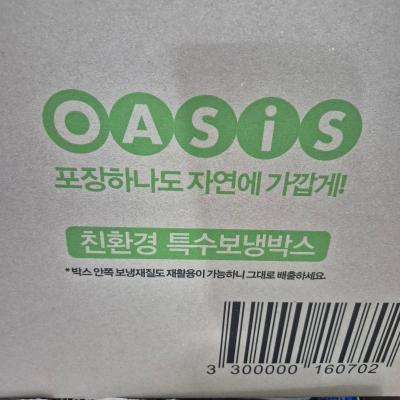 OASiS
포장하나도 자연에 가깝게!
친환경 특수보냉박스
* 박스 안쪽 보냉재질도 재활용이 가능하니 그대로 배출하세요.
3 300000 160702